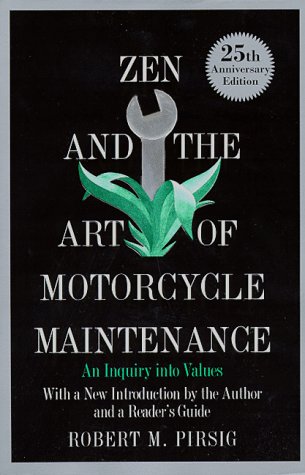 25th
Anniversary
Edition
ZEN
AND THE
ART OF
MOTORCYCLE
MAINTENANCE
An Inquiry into Values
With a New Introduction by the Author
and a Reader's Guide
ROBERT M. PIRSIG